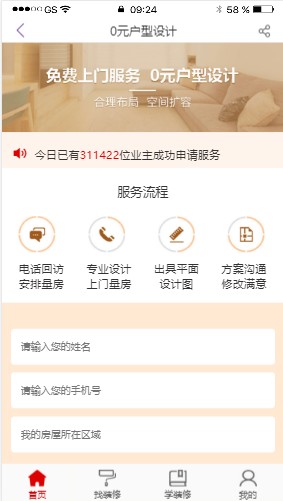 GS 09:24 58 %
0元户型设计
免费上门服务 0元户型设计
合理布局 空间扩容
今日已有311422位业主成功申请服务
服务流程
电话回访 专业设计 出具平面 方案沟通
安排量房 上门量房 设计图 修改满意
请输入您的姓名
请输入您的手机号
我的房屋所在区域
首页 找装修 学装修 我的